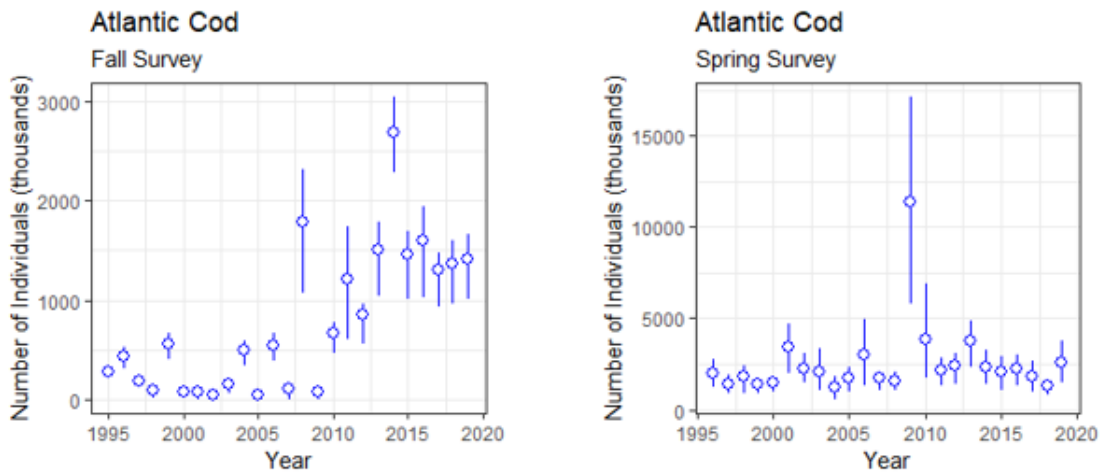 Atlantic Cod
Fall Survey
Number of Individuals (thousands)
3000
2000
1000
0
1995
2000
2005
2010
2015
2020
Year
Atlantic Cod
Spring Survey
Number of Individuals (thousands)
15000
10000
5000
0
1995
2000
2005
2010
2015
2020
Year